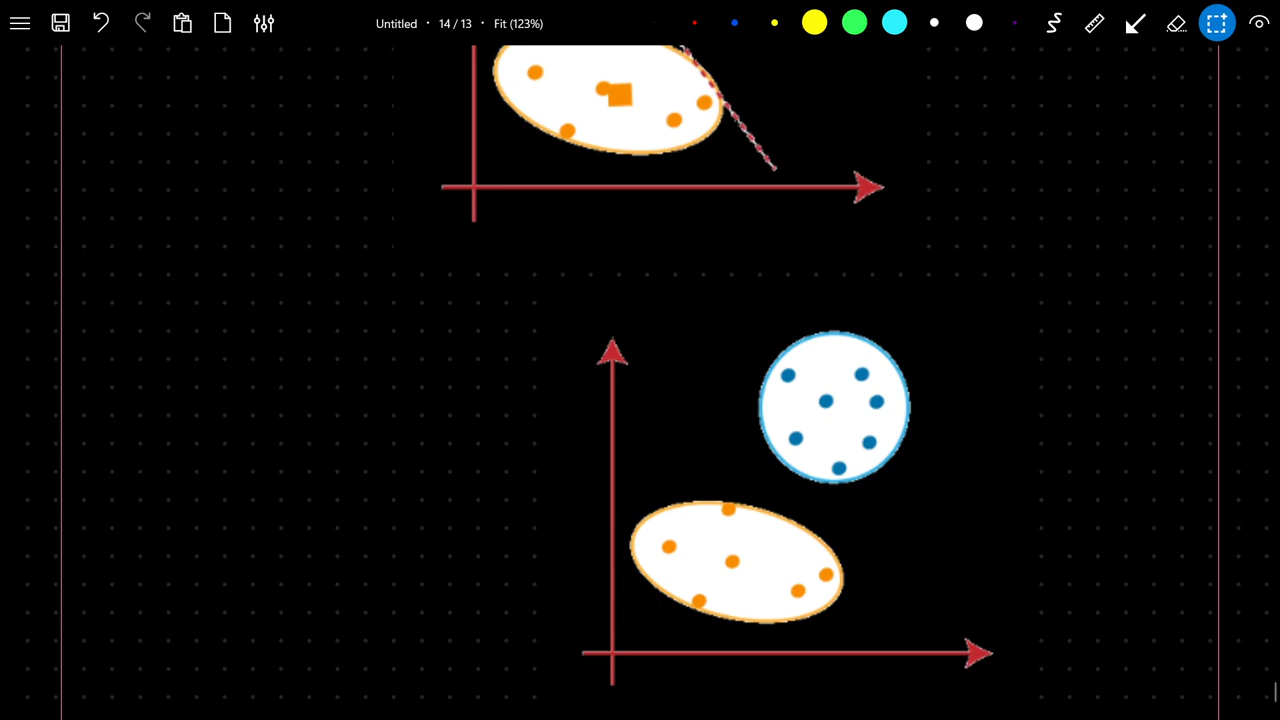 Untitled • 14 / 13 • Fit (123%)